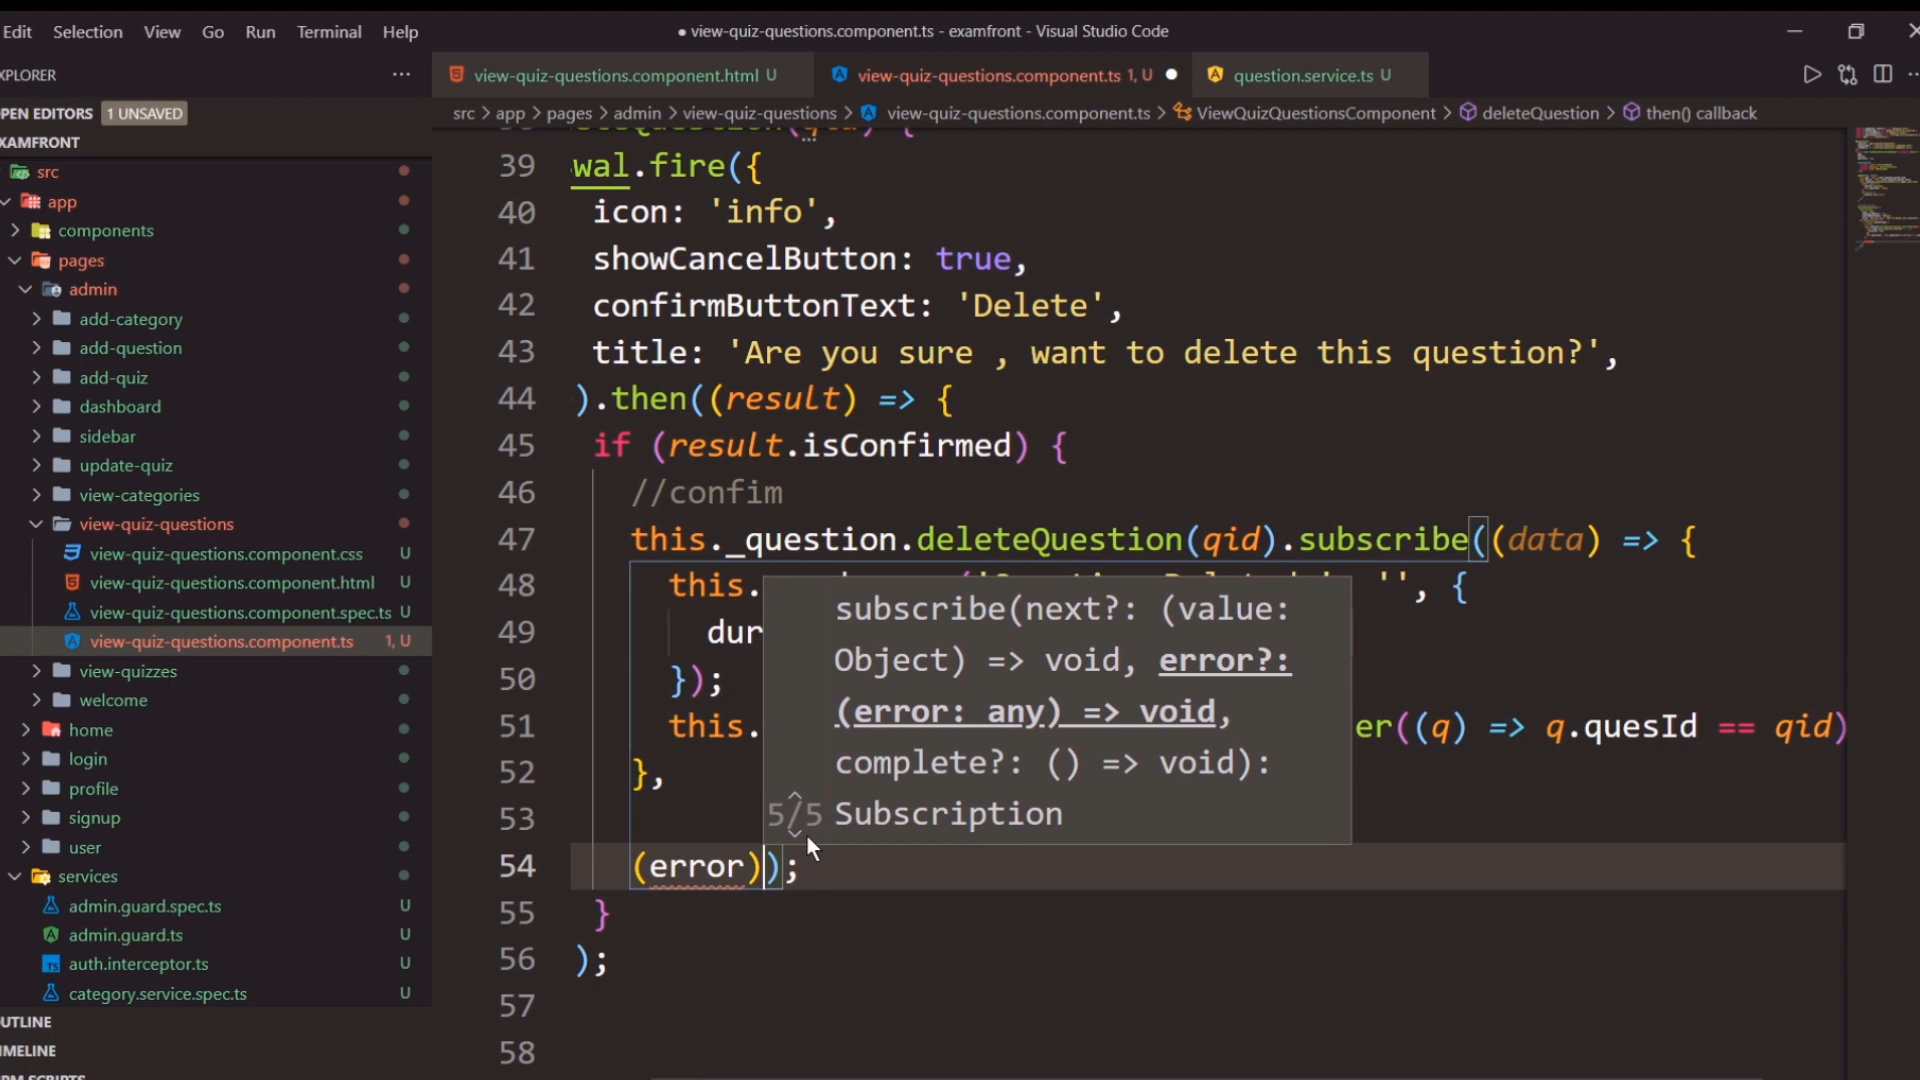 Edit Selection View Go Run Terminal Help
● view-quiz-questions.component.ts - examfront - Visual Studio Code
XPLORER ···
view-quiz-questions.component.html U
view-quiz-questions.component.ts 1, U
question.service.ts U
PEN EDITORS 1 UNSAVED
src > app > pages > admin > view-quiz-questions > view-quiz-questions.component.ts > ViewQuizQuestionsComponent > deleteQuestion > then() callback
XAMFRONT
src
app
components
pages
admin
add-category
add-question
add-quiz
dashboard
sidebar
update-quiz
view-categories
view-quiz-questions
view-quiz-questions.component.css U
view-quiz-questions.component.html U
view-quiz-questions.component.spec.ts U
view-quiz-questions.component.ts 1, U
view-quizzes
welcome
home
login
profile
signup
user
services
admin.guard.spec.ts U
admin.guard.ts U
auth.interceptor.ts U
category.service.spec.ts U
UTLINE
IMELINE
PM SCRIPTS
39 wal.fire({
40 icon: 'info',
41 showCancelButton: true,
42 confirmButtonText: 'Delete',
43 title: 'Are you sure , want to delete this question?',
44 ).then((result) => {
45 if (result.isConfirmed) {
46 //confim
47 this._question.deleteQuestion(qid).subscribe((data) => {
48 this. '', {
49 dur
50 });
51 this. er((q) => q.quesId == qid)
52 },
53
54 (error));
55 }
56 );
57
58
subscribe(next?: (value:
Object) => void, error?:
(error: any) => void,
complete?: () => void):
5/5 Subscription